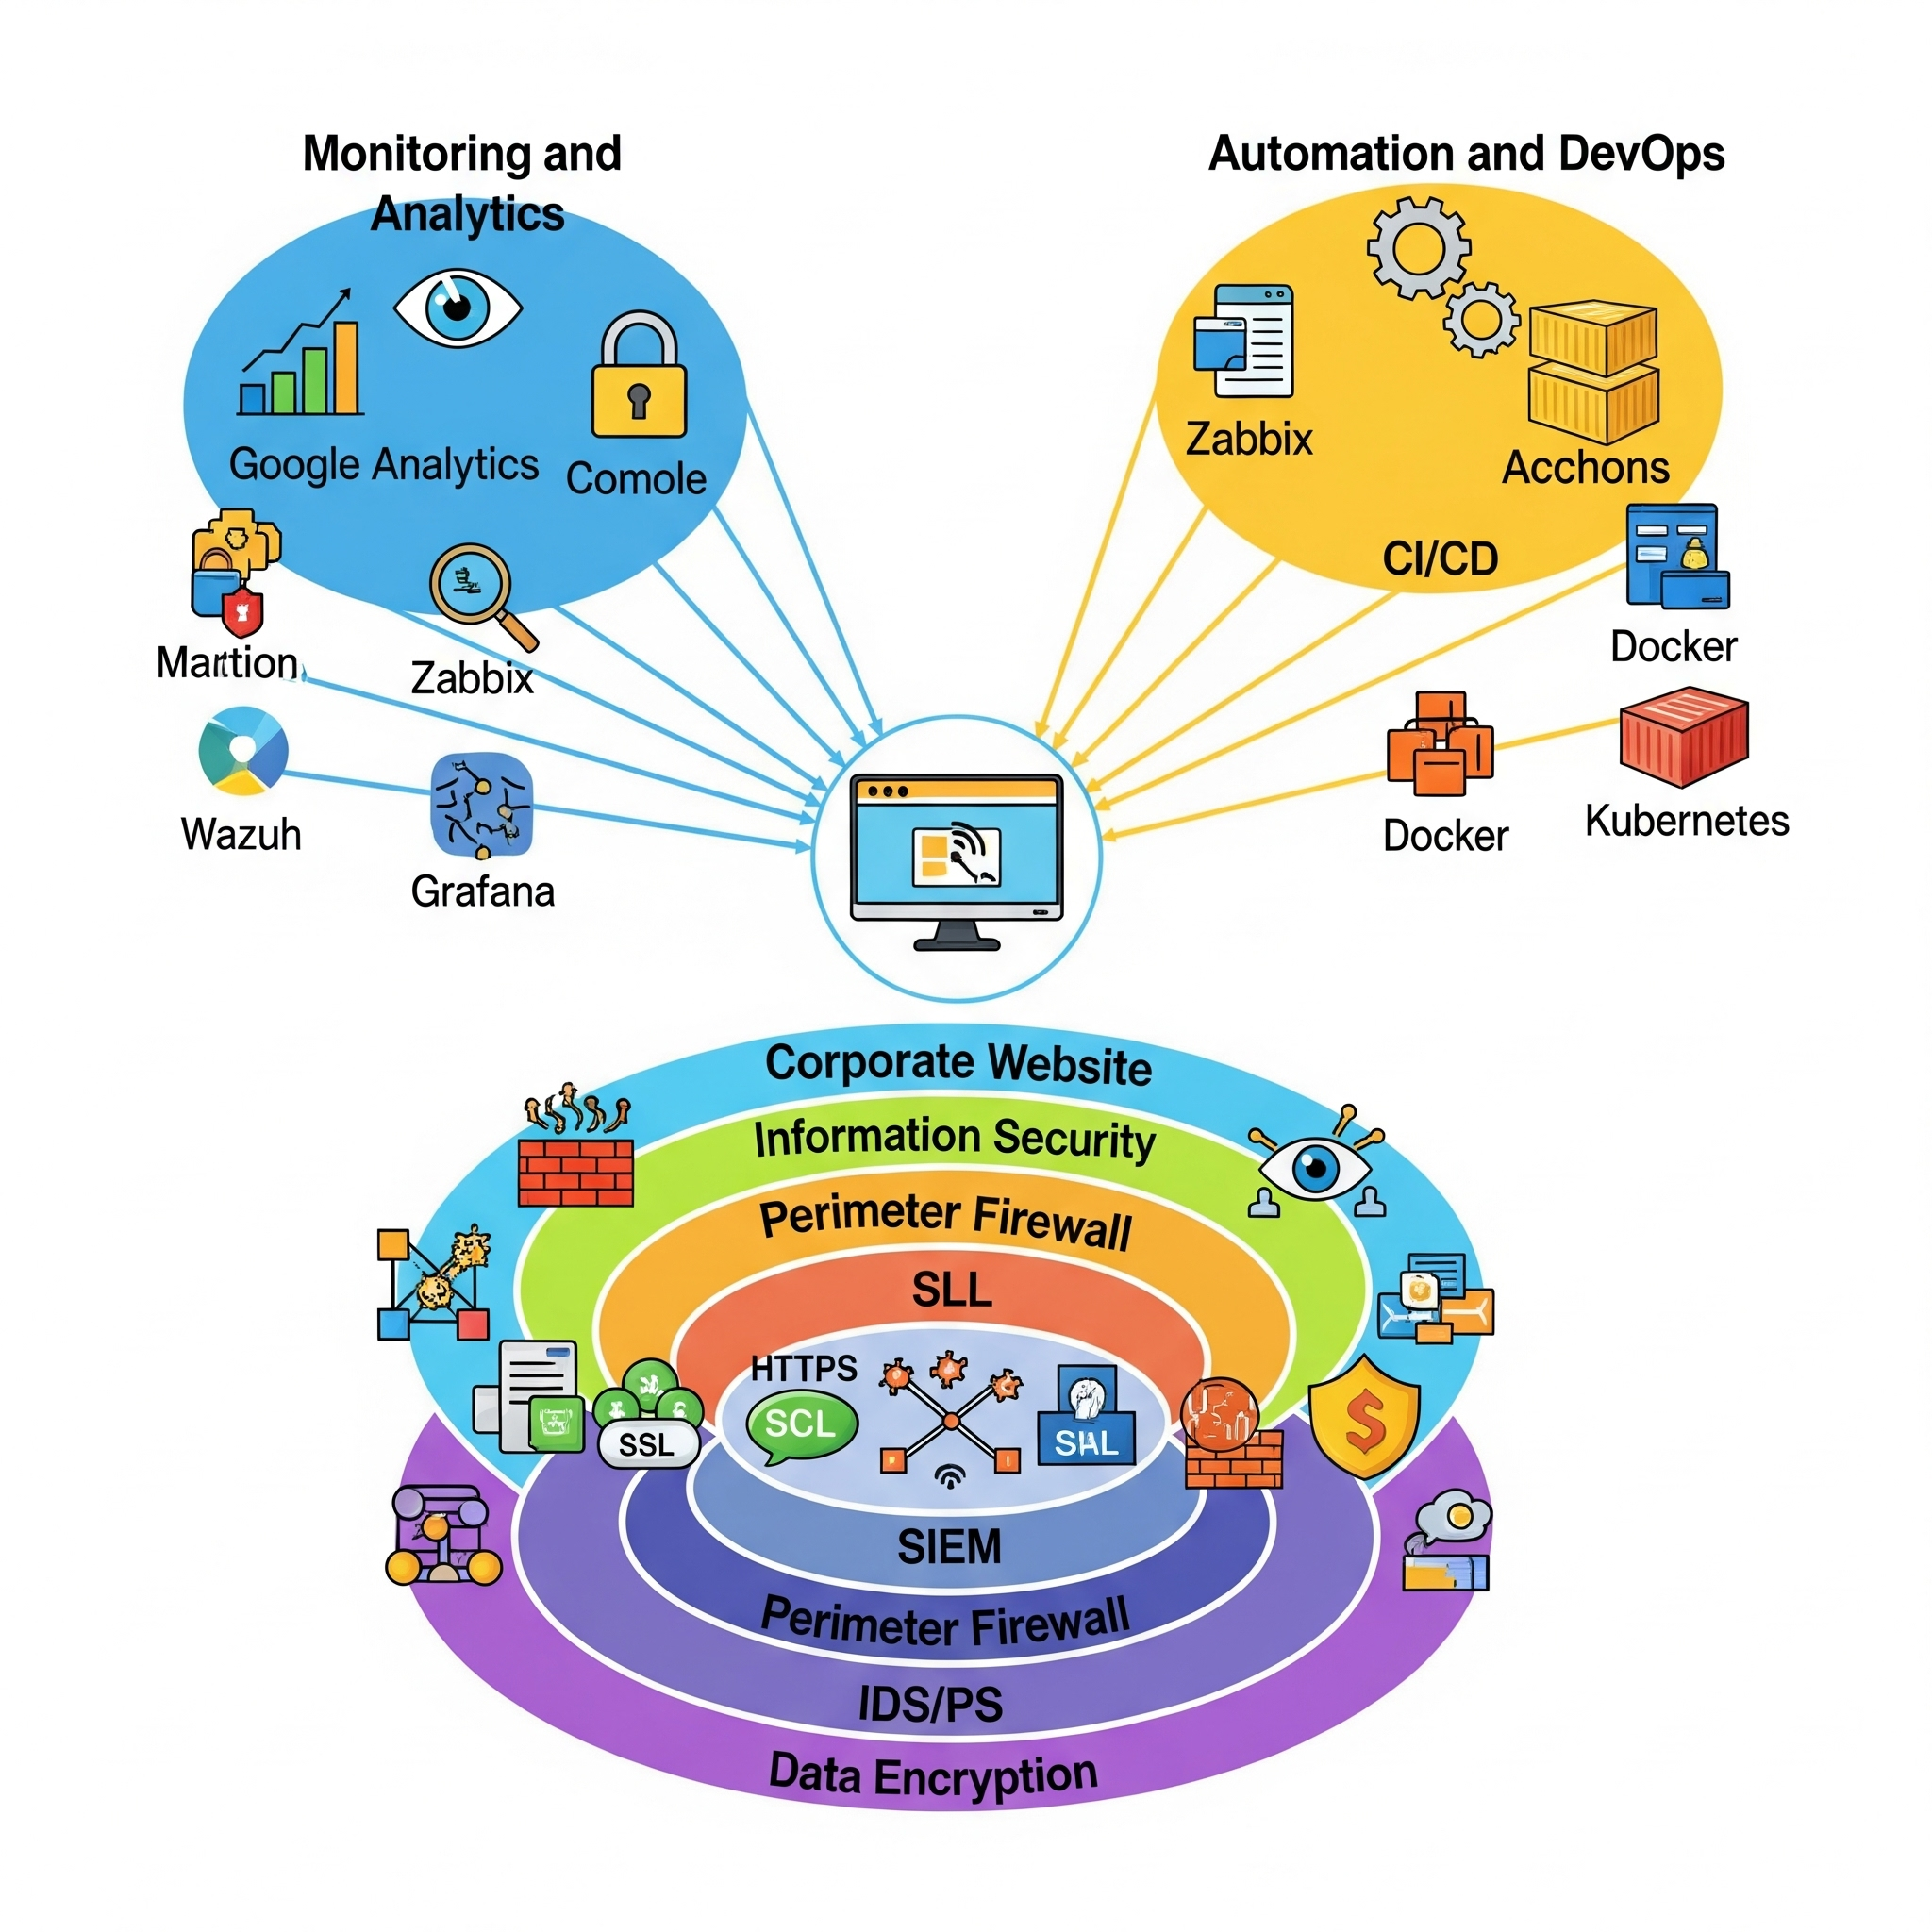 Monitoring and
Analytics
Automation and DevOps
Google Analytics
Comole
Zabbix
Acchons
CI/CD
Martion
Zabbix
Docker
Wazuh
Grafana
Docker
Kubernetes
Corporate Website
Information Security
Perimeter Firewall
SLL
HTTPS
SCL
SSL
SIEM
Perimeter Firewall
IDS/PS
Data Encryption